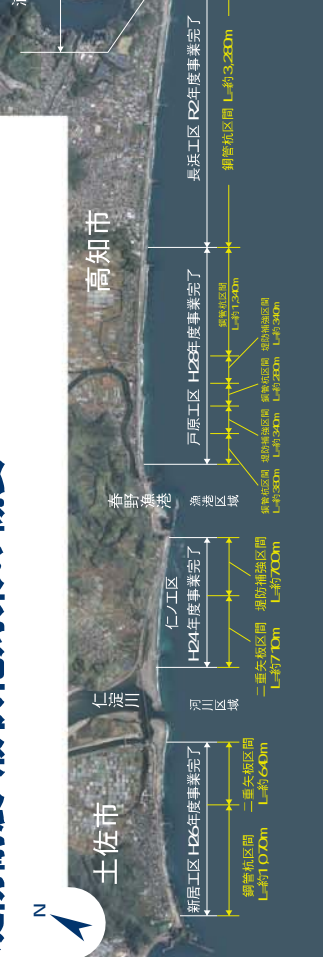 N
土佐市
仁淀川
春野漁港
高知市
新居工区 H26年度事業完了
鋼管杭区間
L=約1,070m
二重矢板区間
L=約640m
河川区域
仁ノ工区
H24年度事業完了
二重矢板区間
L=約710m
堤防補強区間
L=約700m
漁港区域
戸原工区 H28年度事業完了
鋼管杭区間
L=約380m
堤防補強区間
L=約340m
鋼管杭区間
L=約280m
堤防補強区間
L=約340m
鋼管杭区間
L=約1,340m
長浜工区 R2年度事業完了
鋼管杭区間 L=約3,280m